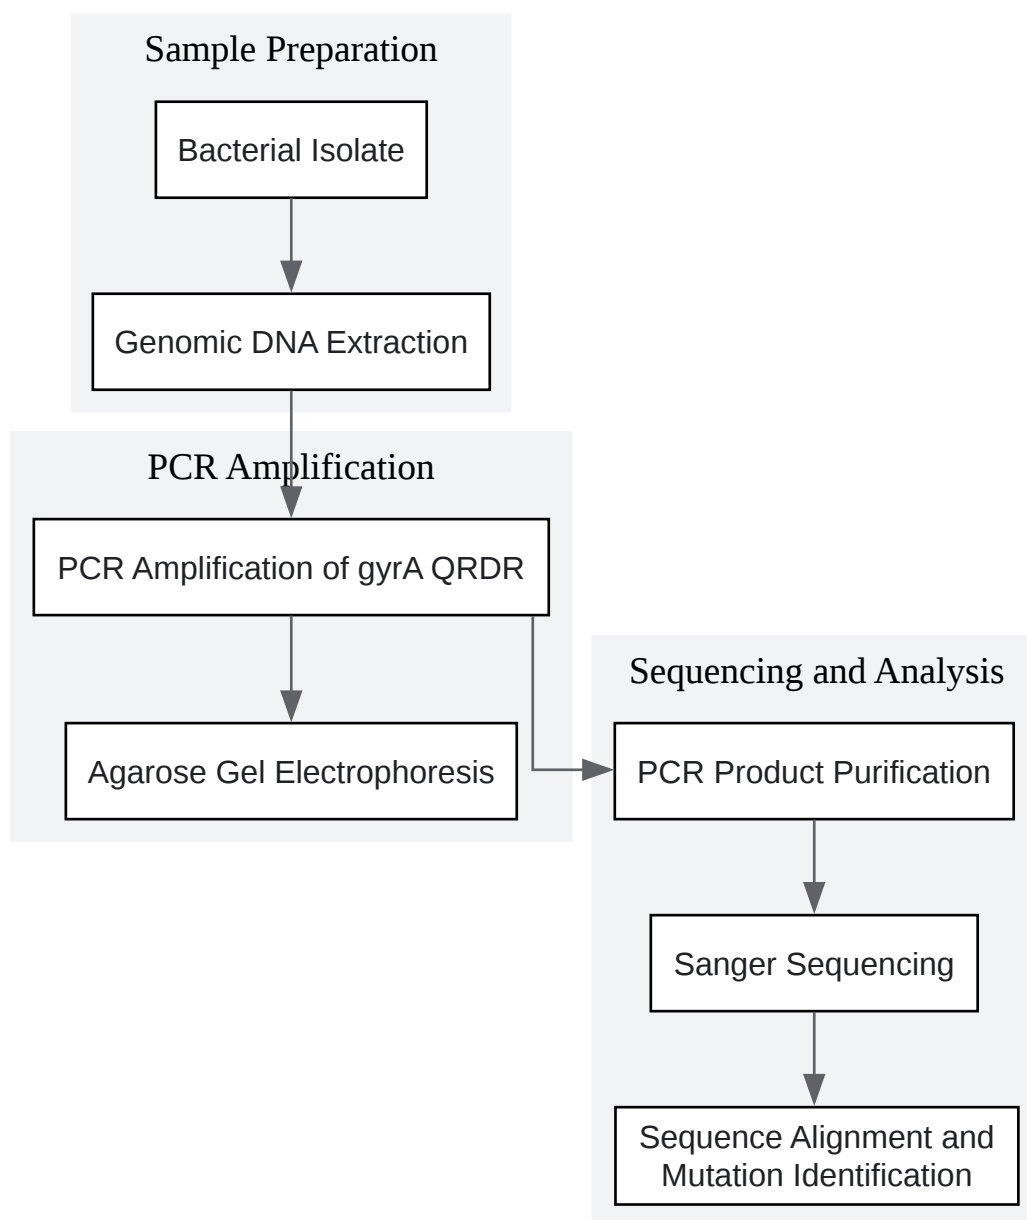 Sample Preparation
Bacterial Isolate
Genomic DNA Extraction
PCR Amplification
PCR Amplification of gyrA QRDR
Agarose Gel Electrophoresis
Sequencing and Analysis
PCR Product Purification
Sanger Sequencing
Sequence Alignment and
Mutation Identification